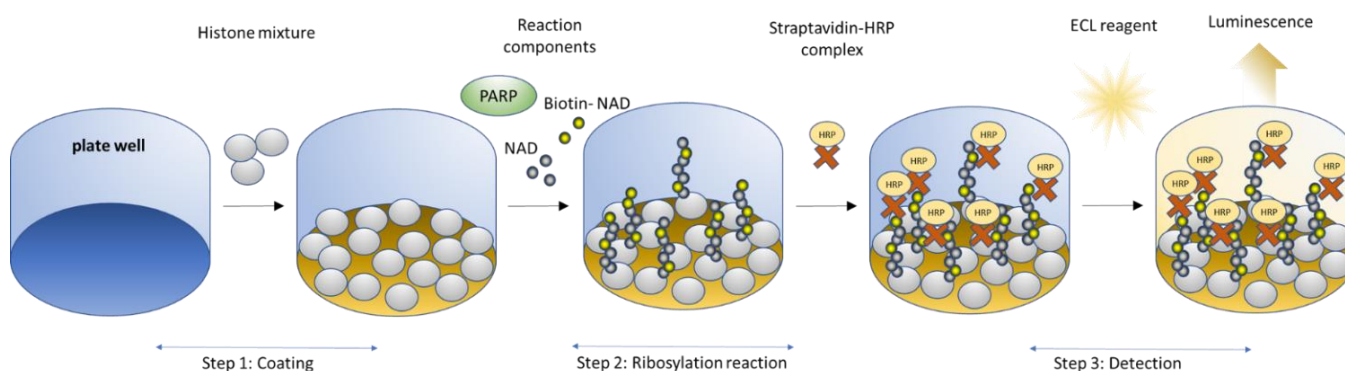 Histone mixture
Reaction
components
Straptavidin-HRP
complex
ECL reagent
Luminescence
plate well
PARP
Biotin- NAD
NAD
HRP
HRP
HRP
HRP
HRP
HRP
HRP
HRP
HRP
HRP
HRP
HRP
HRP
Step 1: Coating
Step 2: Ribosylation reaction
Step 3: Detection